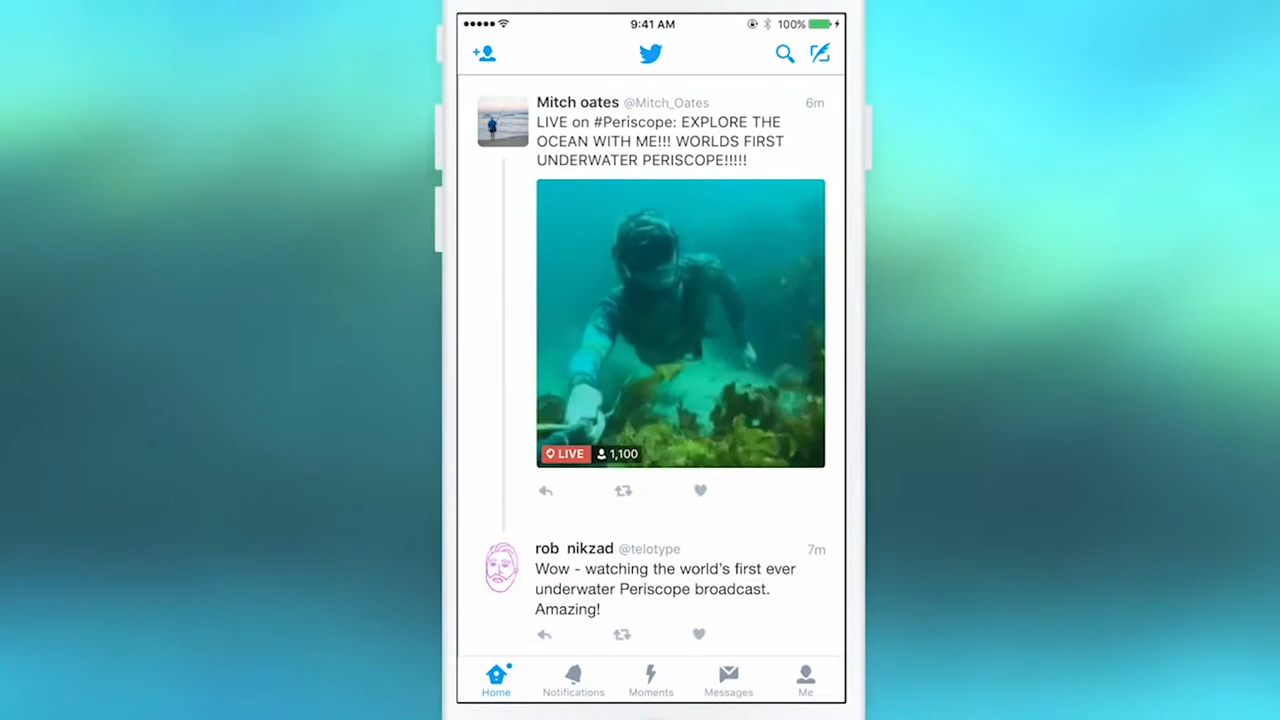 9:41 AM
100%
Mitch oates @Mitch_Oates 6m
LIVE on #Periscope: EXPLORE THE
OCEAN WITH ME!!! WORLDS FIRST
UNDERWATER PERISCOPE!!!!!
LIVE 1,100
rob nikzad @telotype 7m
Wow - watching the world's first ever
underwater Periscope broadcast.
Amazing!
Home Notifications Moments Messages Me